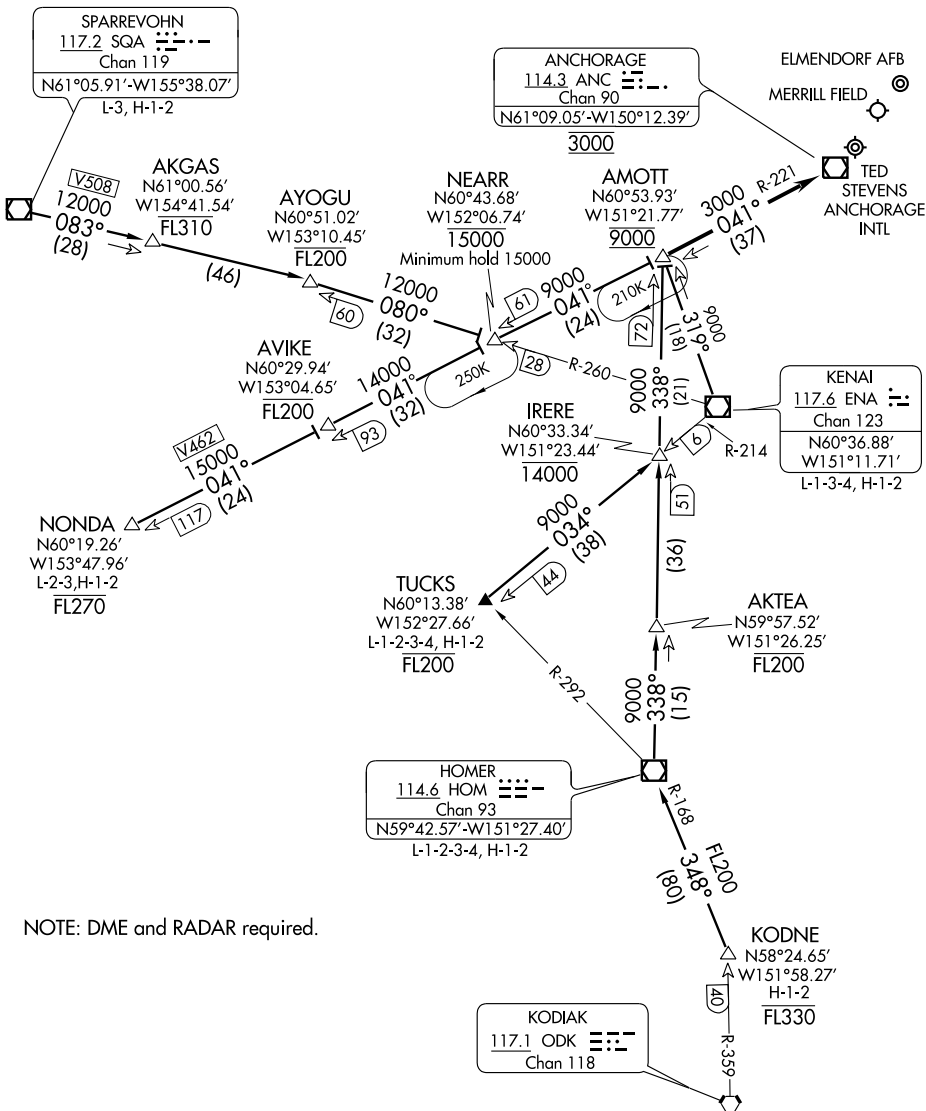 SPARREVOHN
117.2 SQA
Chan 119
N61°05.91′-W155°38.07′
L-3, H-1-2
ANCHORAGE
114.3 ANC
Chan 90
N61°09.05′-W150°12.39′
3000
ELMENDORF AFB
MERRILL FIELD
TED
STEVENS
ANCHORAGE
INTL
V508
12000
083°
(28)
AKGAS
N61°00.56′
W154°41.54′
FL310
(46)
AYOGU
N60°51.02′
W153°10.45′
FL200
60
12000
080°
(32)
NEARR
N60°43.68′
W152°06.74′
15000
Minimum hold 15000
61
9000
041°
(24)
AMOTT
N60°53.93′
W151°21.77′
9000
3000
R-221
041°
(37)
210K
72
9000
319°
(18)
AVIKE
N60°29.94′
W153°04.65′
FL200
93
14000
041°
(32)
250K
28
R-260
9000
338°
(21)
KENAI
117.6 ENA
Chan 123
N60°36.88′
W151°11.71′
L-1-3-4, H-1-2
IRERE
N60°33.34′
W151°23.44′
14000
6
R-214
51
V462
15000
041°
(24)
117
NONDA
N60°19.26′
W153°47.96′
L-2-3,H-1-2
FL270
9000
034°
(38)
44
(36)
TUCKS
N60°13.38′
W152°27.66′
L-1-2-3-4, H-1-2
FL200
AKTEA
N59°57.52′
W151°26.25′
FL200
R-292
9000
338°
(15)
HOMER
114.6 HOM
Chan 93
N59°42.57′-W151°27.40′
L-1-2-3-4, H-1-2
R-168
FL200
348°
(80)
NOTE: DME and RADAR required.
KODNE
N58°24.65′
W151°58.27′
H-1-2
FL330
40
R-359
KODIAK
117.1 ODK
Chan 118